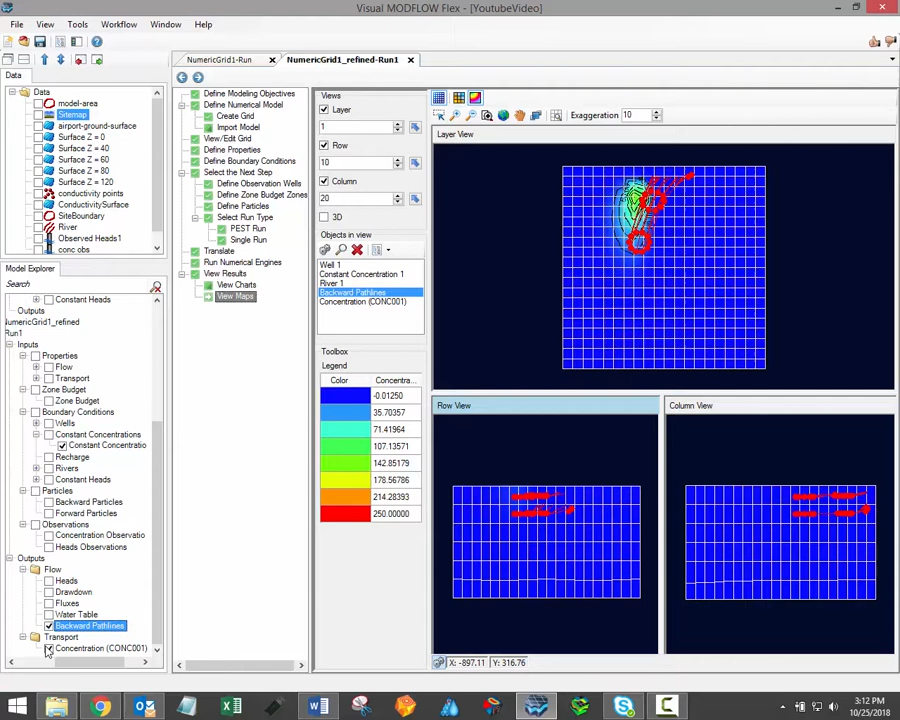 Visual MODFLOW Flex - [YoutubeVideo]
File View Tools Workflow Window Help
Data
Data
model-area
Sitemap
airport-ground-surface
Surface Z = 0
Surface Z = 40
Surface Z = 60
Surface Z = 80
Surface Z = 120
conductivity points
ConductivitySurface
SiteBoundary
River
Observed Heads1
conc obs
Model Explorer
Search
Constant Heads
Outputs
NumericGrid1_refined
Run1
Inputs
Properties
Flow
Transport
Zone Budget
Zone Budget
Boundary Conditions
Wells
Constant Concentrations
Constant Concentratio
Recharge
Rivers
Constant Heads
Particles
Backward Particles
Forward Particles
Observations
Concentration Observatio
Heads Observations
Outputs
Flow
Heads
Drawdown
Fluxes
Water Table
Backward Pathlines
Transport
Concentration (CONC001)
NumericGrid1-Run NumericGrid1_refined-Run1
Define Modeling Objectives
Define Numerical Model
Create Grid
Import Model
View/Edit Grid
Define Properties
Define Boundary Conditions
Select the Next Step
Define Observation Wells
Define Zone Budget Zones
Define Particles
Select Run Type
PEST Run
Single Run
Translate
Run Numerical Engines
View Results
View Charts
View Maps
Views
Layer
1
Row
10
Column
20
3D
Objects in view
Well 1
Constant Concentration 1
River 1
Backward Pathlines
Concentration (CONC001)
Toolbox
Legend
Color Concentra...
-0.01250
35.70357
71.41964
107.13571
142.85179
178.56786
214.28393
250.00000
Exaggeration 10
Layer View
Row View
Column View
X: -897.11 Y: 316.76
3:12 PM
10/25/2018